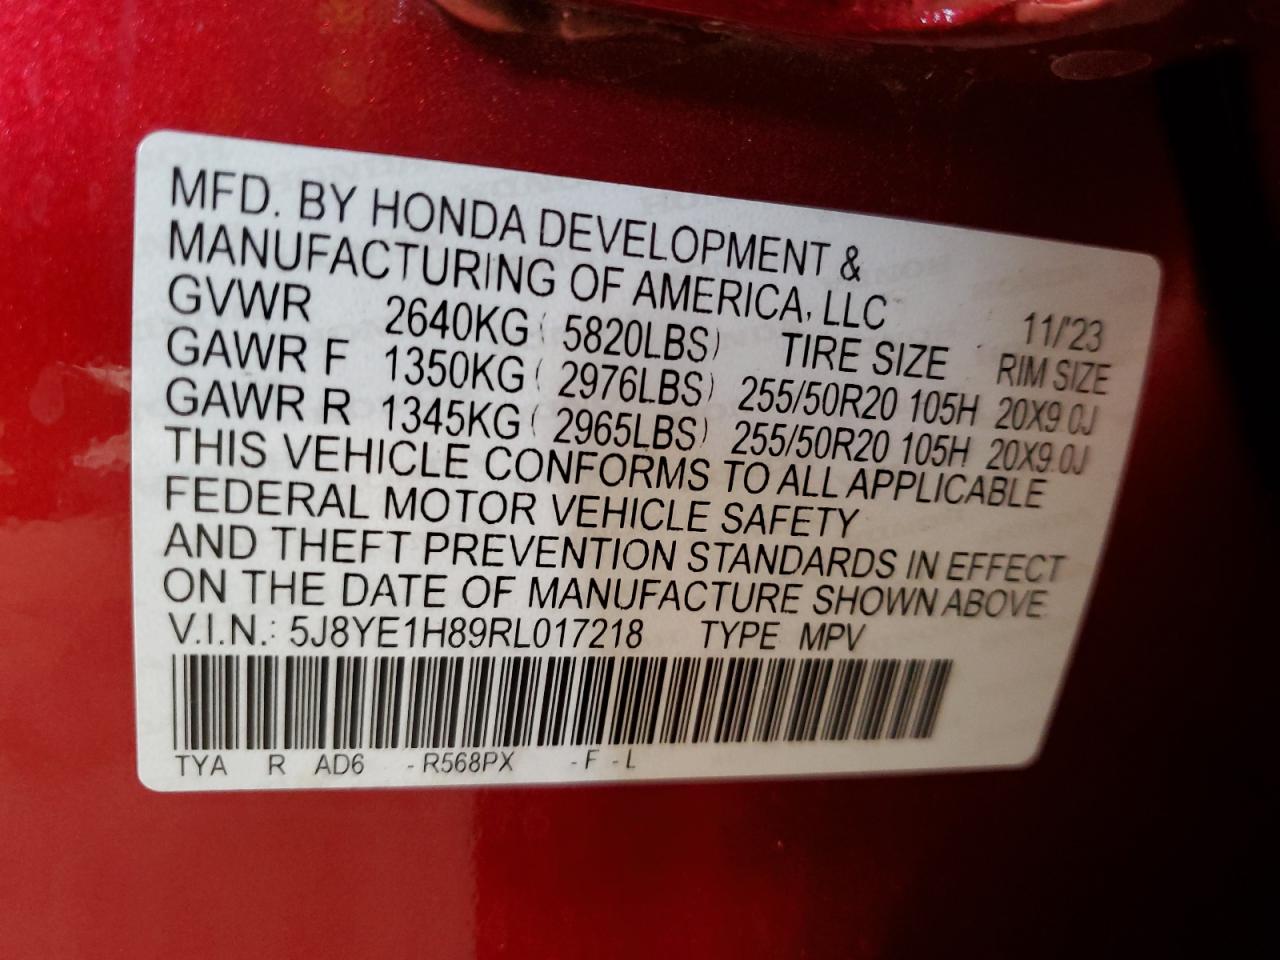 MFD. BY HONDA DEVELOPMENT &
MANUFACTURING OF AMERICA, LLC 11/'23
GVWR 2640KG ( 5820LBS) TIRE SIZE RIM SIZE
GAWR F 1350KG ( 2976LBS) 255/50R20 105H 20X9.0J
GAWR R 1345KG ( 2965LBS) 255/50R20 105H 20X9.0J
THIS VEHICLE CONFORMS TO ALL APPLICABLE
FEDERAL MOTOR VEHICLE SAFETY
AND THEFT PREVENTION STANDARDS IN EFFECT
ON THE DATE OF MANUFACTURE SHOWN ABOVE.
V.I.N.: 5J8YE1H89RL017218 TYPE MPV
TYA R AD6 - R568PX - F - L